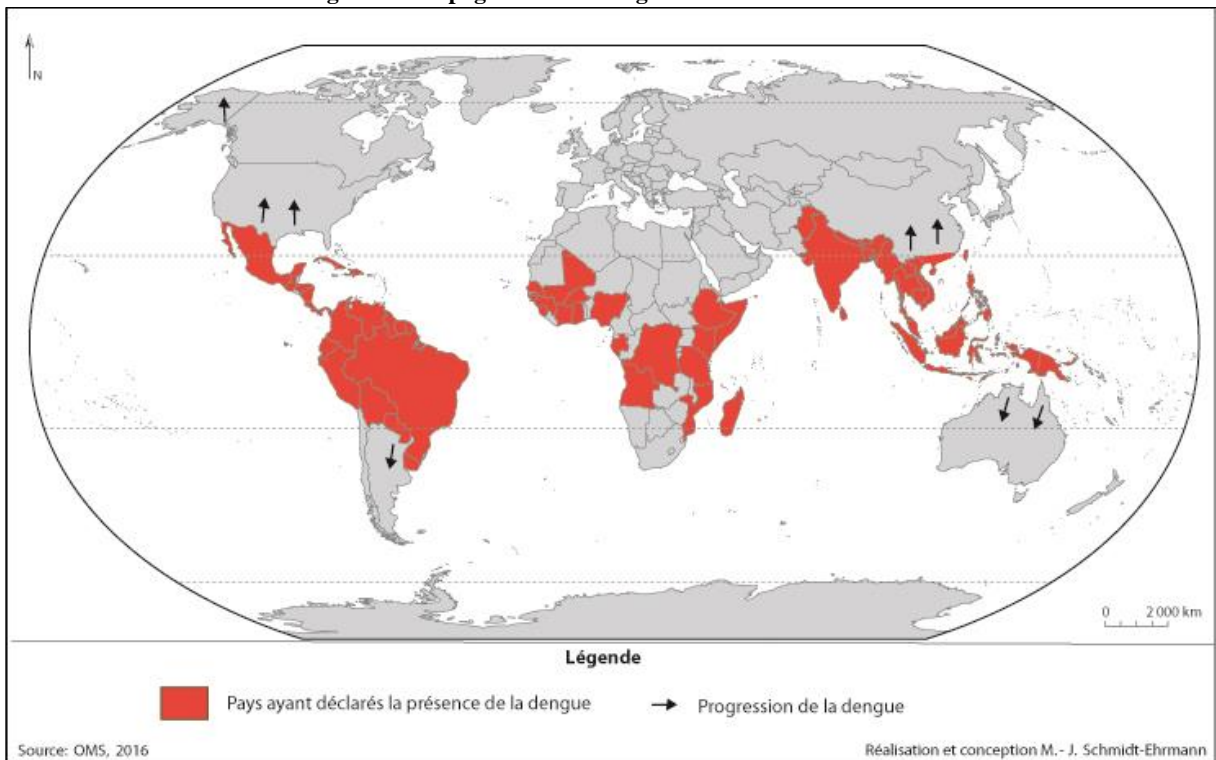 N
0 2 000 km
Légende
Pays ayant déclarés la présence de la dengue
Progression de la dengue
Source: OMS, 2016
Réalisation et conception M.- J. Schmidt-Ehrmann